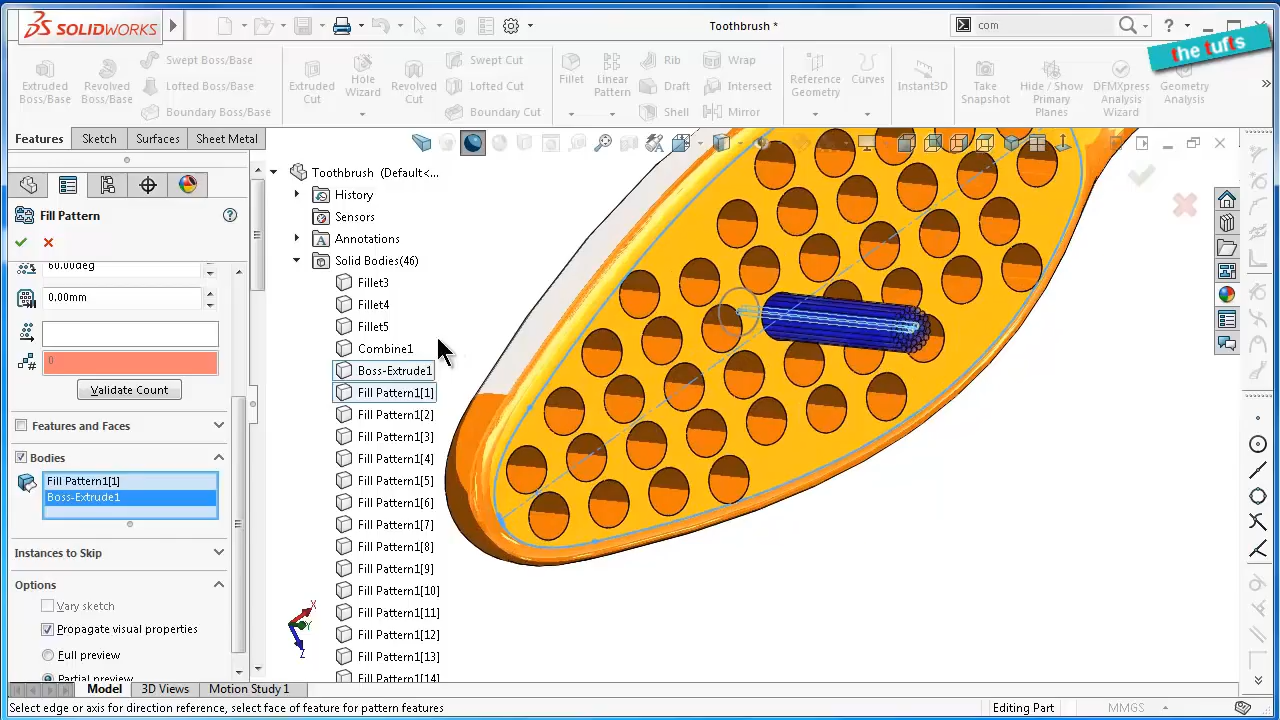 SOLIDWORKS
Toothbrush *
com
the tufts
Extruded Boss/Base
Revolved Boss/Base
Swept Boss/Base
Lofted Boss/Base
Boundary Boss/Base
Extruded Cut
Hole Wizard
Revolved Cut
Swept Cut
Lofted Cut
Boundary Cut
Fillet
Linear Pattern
Rib
Draft
Shell
Wrap
Intersect
Mirror
Reference Geometry
Curves
Instant3D
Take Snapshot
Hide / Show Primary Planes
DFMXpress Analysis Wizard
Geometry Analysis
Features
Sketch
Surfaces
Sheet Metal
Fill Pattern
60.00deg
0.00mm
0
Validate Count
Features and Faces
Bodies
Fill Pattern1[1]
Boss-Extrude1
Instances to Skip
Options
Vary sketch
Propagate visual properties
Full preview
Partial preview
Toothbrush (Default<...
History
Sensors
Annotations
Solid Bodies(46)
Fillet3
Fillet4
Fillet5
Combine1
Boss-Extrude1
Fill Pattern1[1]
Fill Pattern1[2]
Fill Pattern1[3]
Fill Pattern1[4]
Fill Pattern1[5]
Fill Pattern1[6]
Fill Pattern1[7]
Fill Pattern1[8]
Fill Pattern1[9]
Fill Pattern1[10]
Fill Pattern1[11]
Fill Pattern1[12]
Fill Pattern1[13]
Fill Pattern1[14]
X
Y
Z
Model
3D Views
Motion Study 1
Select edge or axis for direction reference, select face of feature for pattern features
Editing Part
MMGS